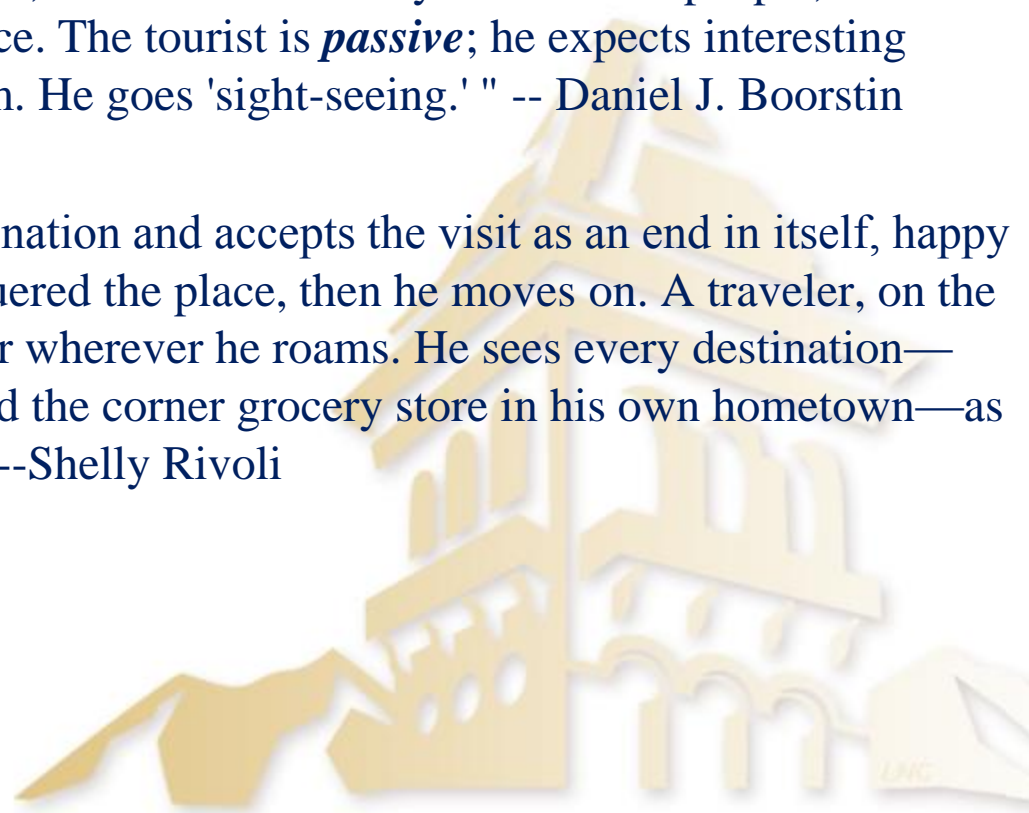 ce. The tourist is passive; he expects interesting
n. He goes 'sight-seeing.' " -- Daniel J. Boorstin
nation and accepts the visit as an end in itself, happy
uered the place, then he moves on. A traveler, on the
r wherever he roams. He sees every destination—
d the corner grocery store in his own hometown—as
--Shelly Rivoli
LNG